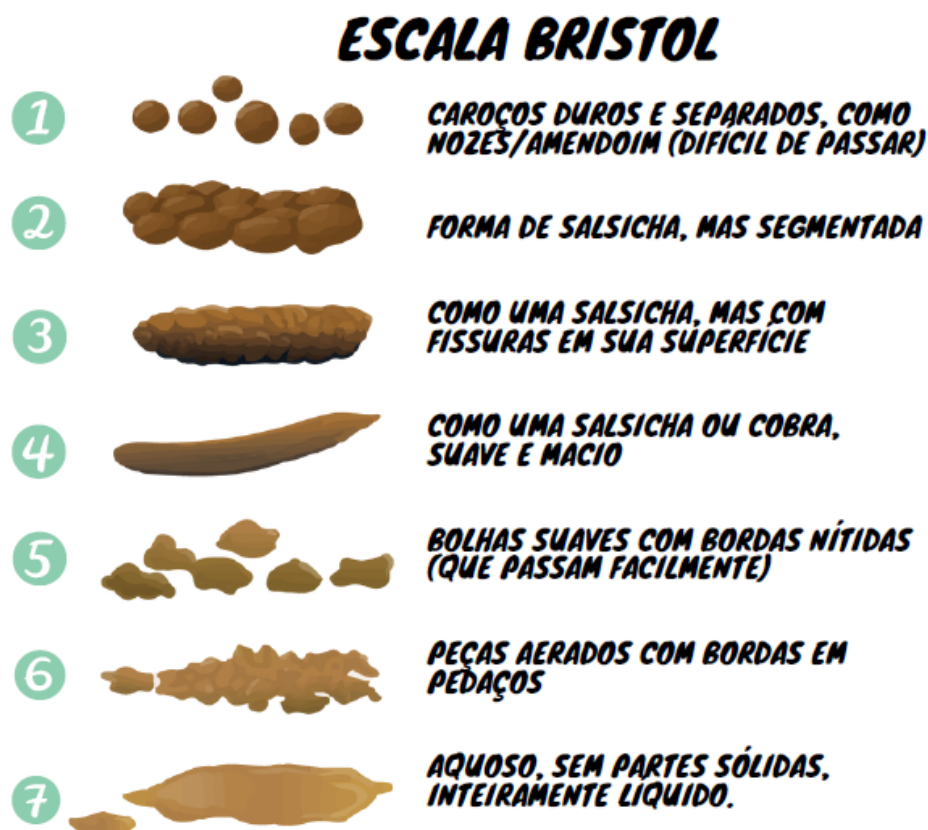 ESCALA BRISTOL
1
CAROÇOS DUROS E SEPARADOS, COMO
NOZES/AMENDOIM (DIFÍCIL DE PASSAR)
2
FORMA DE SALSICHA, MAS SEGMENTADA
3
COMO UMA SALSICHA, MAS COM
FISSURAS EM SUA SUPERFÍCIE
4
COMO UMA SALSICHA OU COBRA,
SUAVE E MACIO
5
BOLHAS SUAVES COM BORDAS NÍTIDAS
(QUE PASSAM FACILMENTE)
6
PEÇAS AERADOS COM BORDAS EM
PEDAÇOS
7
AQUOSO, SEM PARTES SÓLIDAS,
INTEIRAMENTE LÍQUIDO.